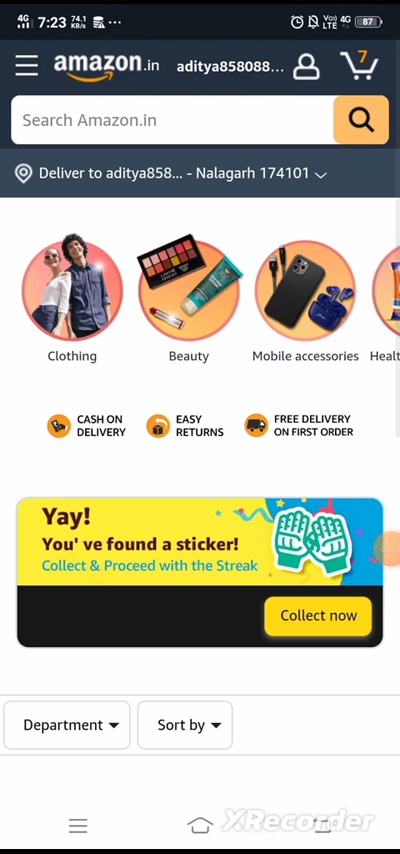 4G 7:23 74.1 KB/s ... Vo)) LTE 4G 87
amazon.in aditya858088... 7
Search Amazon.in
Deliver to aditya858... - Nalagarh 174101
Clothing Beauty Mobile accessories Healt
CASH ON DELIVERY
EASY RETURNS
FREE DELIVERY ON FIRST ORDER
Yay!
You' ve found a sticker!
Collect & Proceed with the Streak
Collect now
Department Sort by
XRecorder